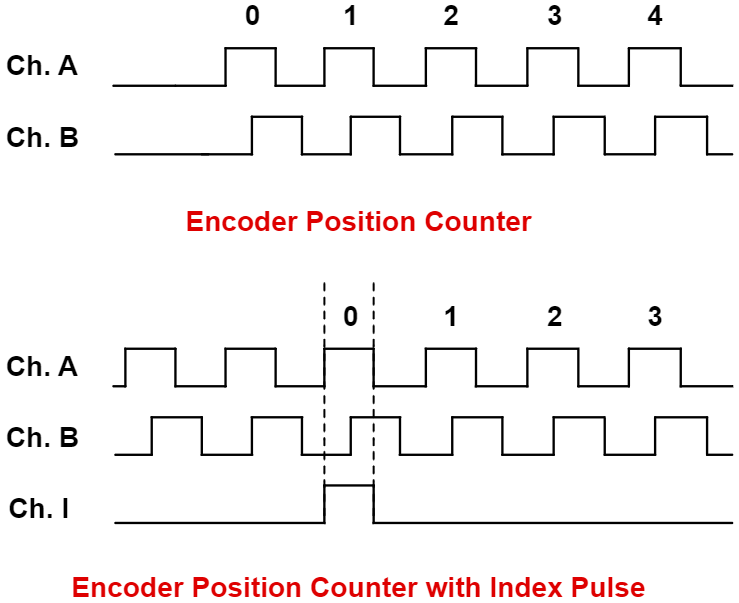 0 1 2 3 4
Ch. A
Ch. B
Encoder Position Counter
0 1 2 3
Ch. A
Ch. B
Ch. I
Encoder Position Counter with Index Pulse